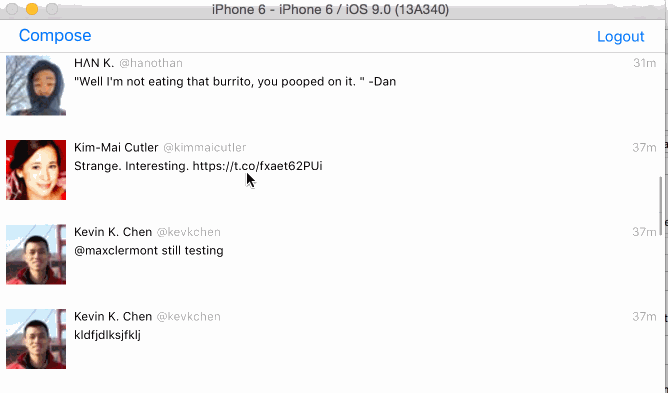 iPhone 6 - iPhone 6 / iOS 9.0 (13A340)
Compose Logout
HΛN K. @hanothan 31m
"Well I'm not eating that burrito, you pooped on it. " -Dan
Kim-Mai Cutler @kimmaicutler 37m
Strange. Interesting. https://t.co/fxaet62PUi
Kevin K. Chen @kevkchen 37m
@maxclermont still testing
Kevin K. Chen @kevkchen 37m
kldfjdlksjfklj